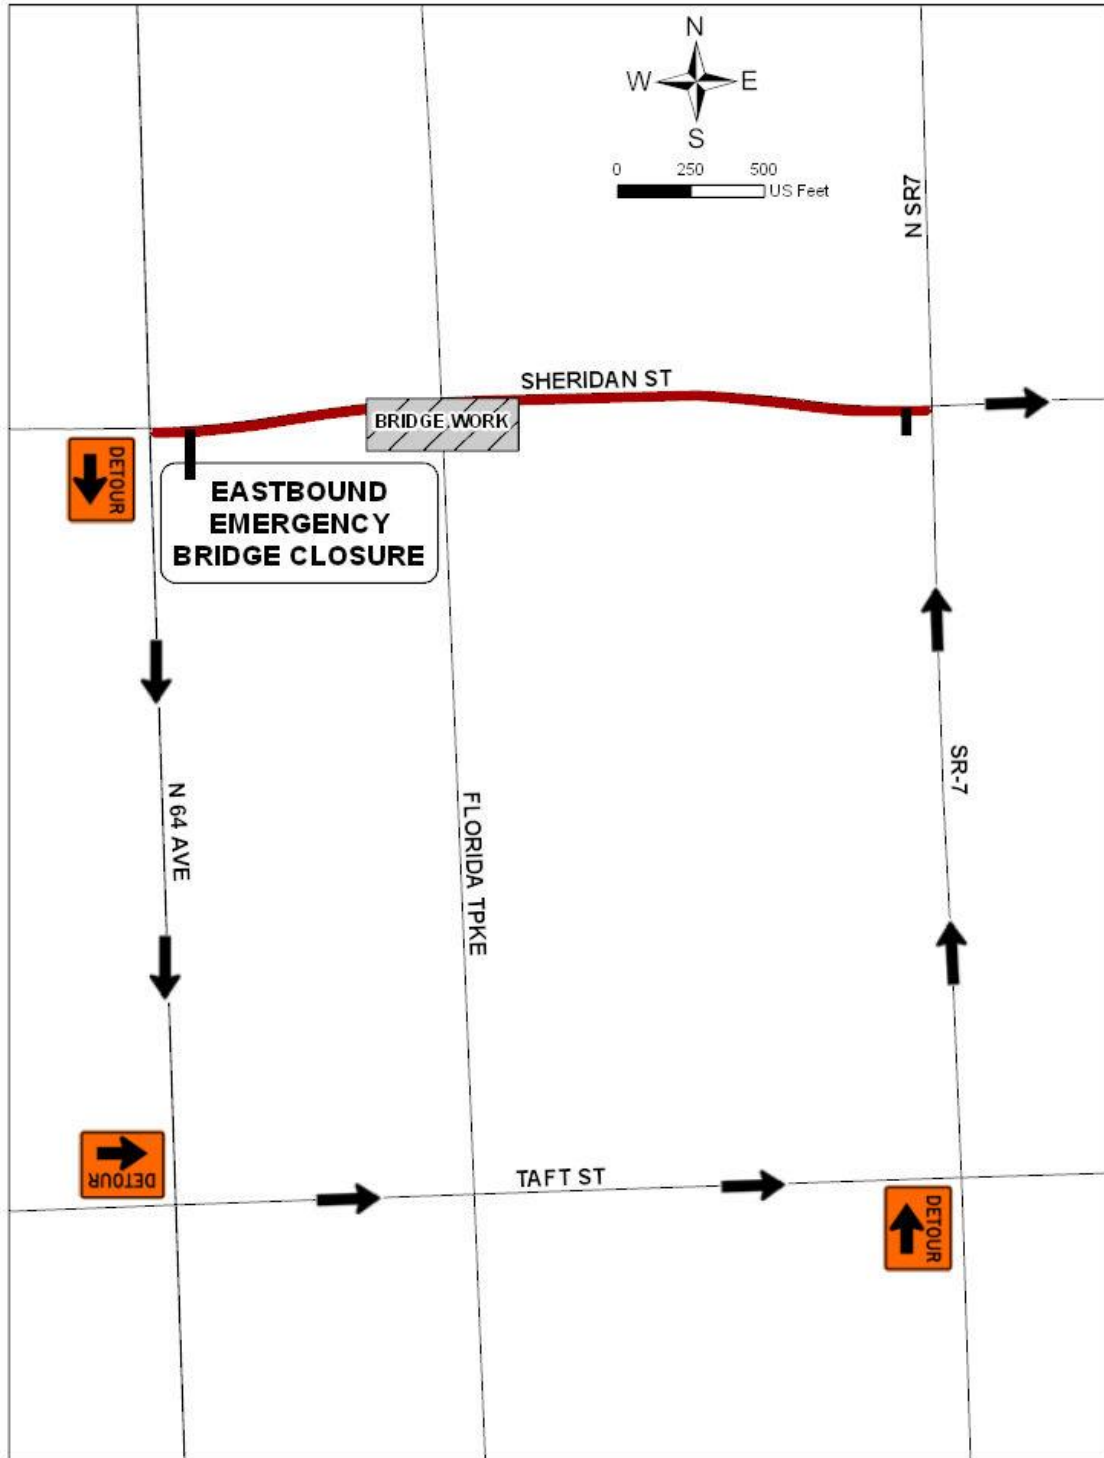 N
W E
S
0 250 500
US Feet
N SR7
SHERIDAN ST
BRIDGE WORK
DETOUR
EASTBOUND
EMERGENCY
BRIDGE CLOSURE
SR-7
N 64 AVE
FLORIDA TPKE
DETOUR
TAFT ST
DETOUR